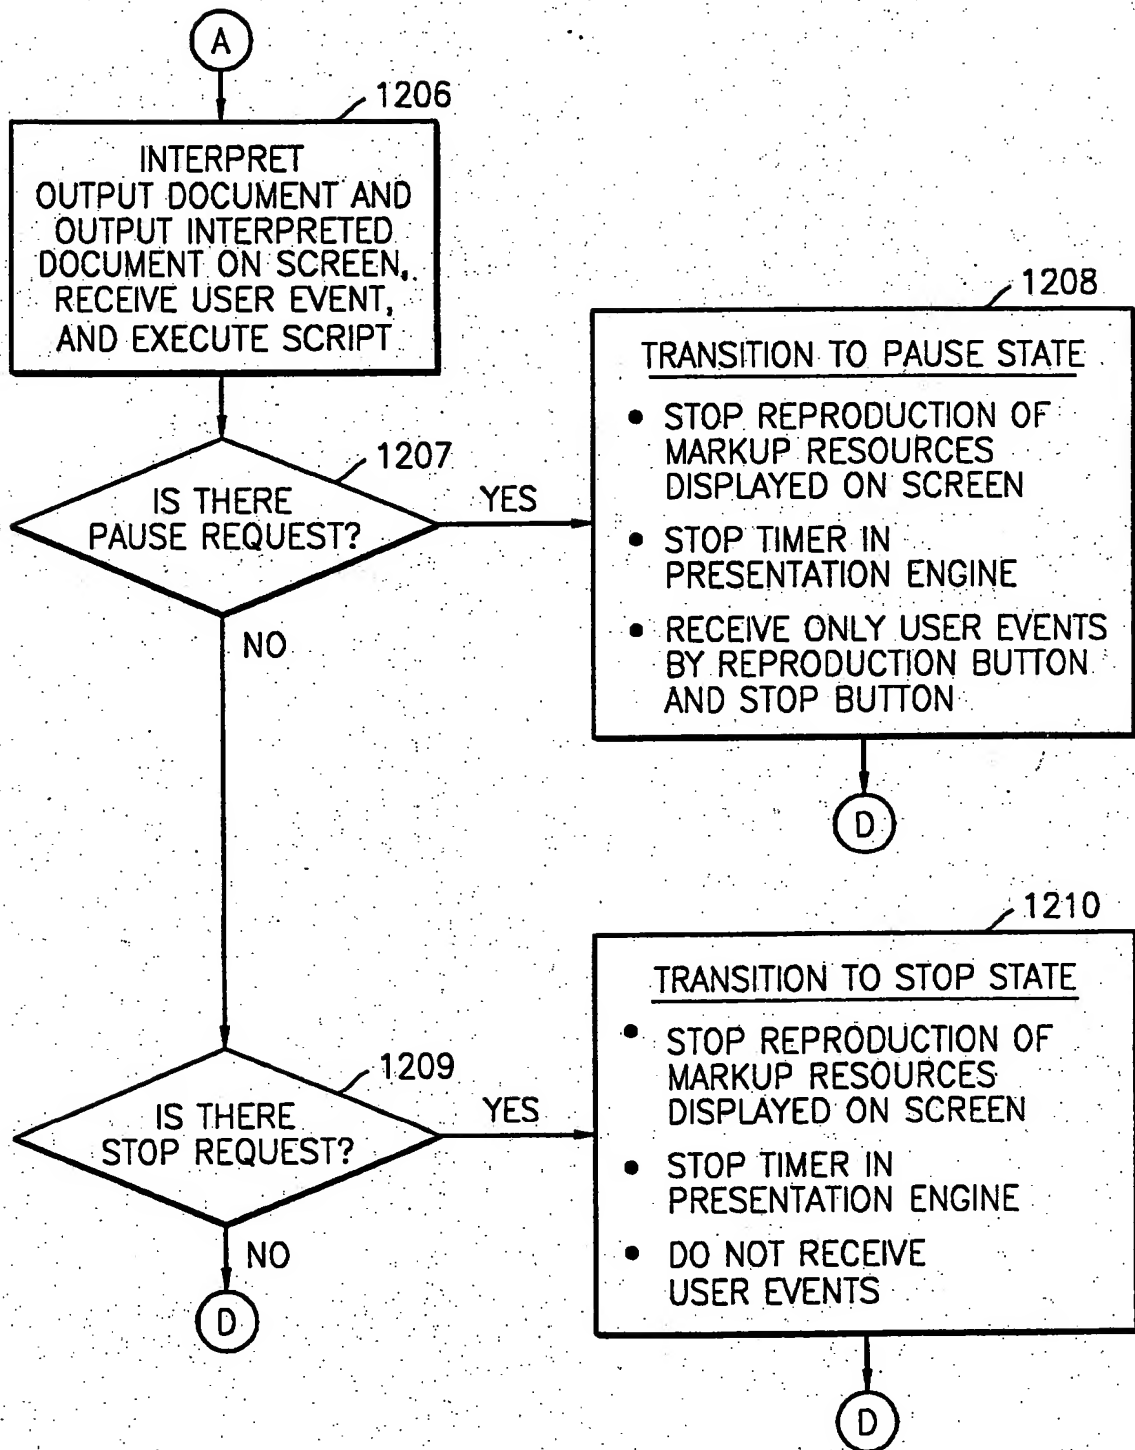 A
1206
INTERPRET
OUTPUT DOCUMENT AND
OUTPUT INTERPRETED
DOCUMENT ON SCREEN,
RECEIVE USER EVENT,
AND EXECUTE SCRIPT
1207
IS THERE
PAUSE REQUEST?
YES
NO
1208
TRANSITION TO PAUSE STATE
• STOP REPRODUCTION OF
MARKUP RESOURCES
DISPLAYED ON SCREEN
• STOP TIMER IN
PRESENTATION ENGINE
• RECEIVE ONLY USER EVENTS
BY REPRODUCTION BUTTON
AND STOP BUTTON
D
1209
IS THERE
STOP REQUEST?
YES
NO
D
1210
TRANSITION TO STOP STATE
• STOP REPRODUCTION OF
MARKUP RESOURCES
DISPLAYED ON SCREEN
• STOP TIMER IN
PRESENTATION ENGINE
• DO NOT RECEIVE
USER EVENTS
D